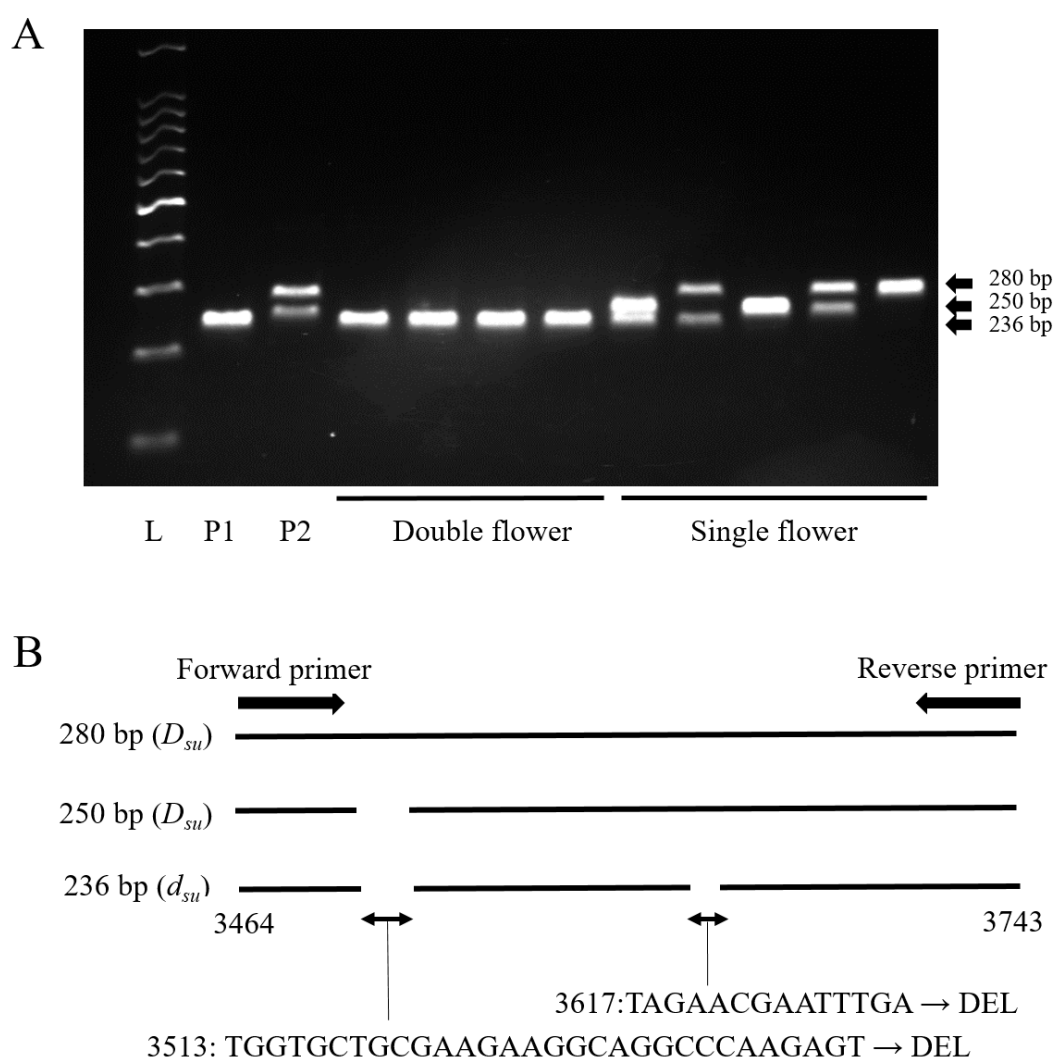 A
280 bp
250 bp
236 bp
L P1 P2 Double flower Single flower
B
Forward primer Reverse primer
280 bp (Dsu)
250 bp (Dsu)
236 bp (dsu)
3464 3743
3617:TAGAACGAATTTGA → DEL
3513: TGGTGCTGCGAAGAAGGCAGGCCCAAGAGT → DEL